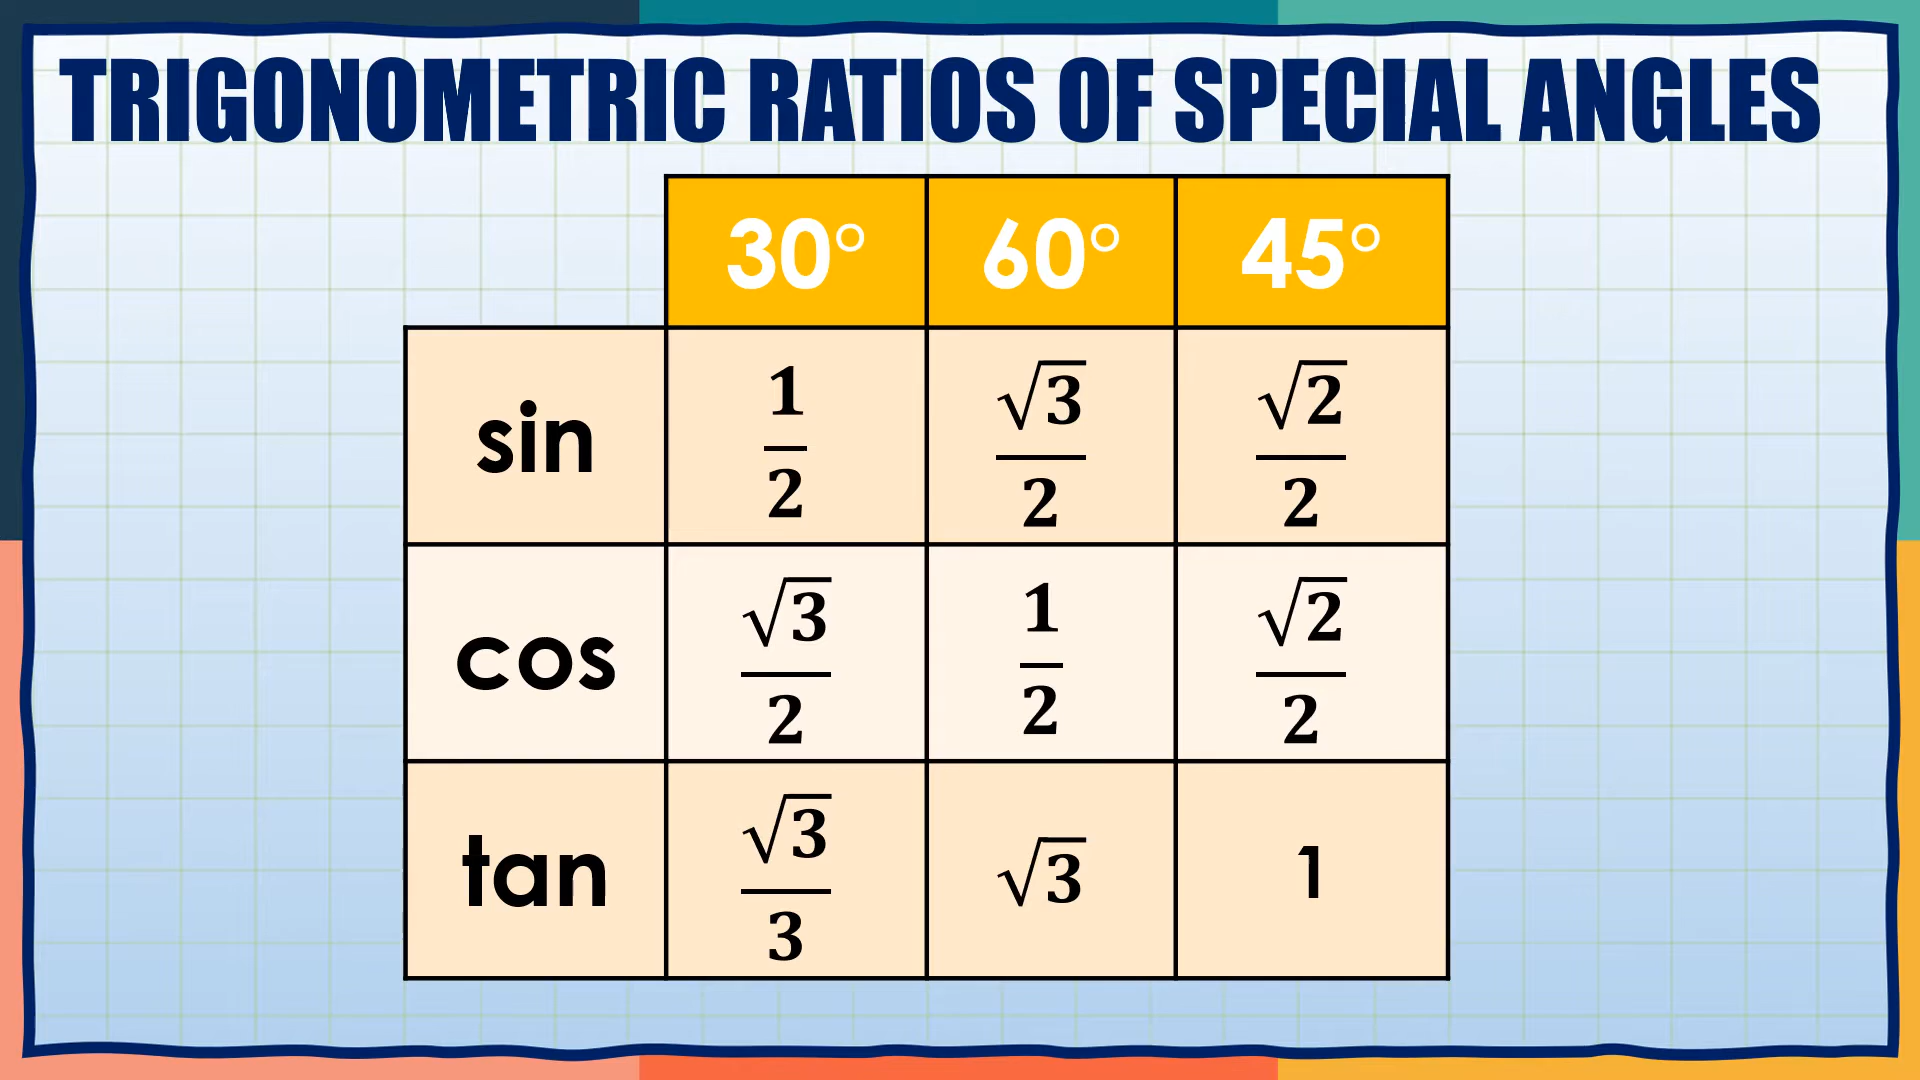 TRIGONOMETRIC RATIOS OF SPECIAL ANGLES
30° 60° 45°
sin 1/2 √3/2 √2/2
cos √3/2 1/2 √2/2
tan √3/3 √3 1